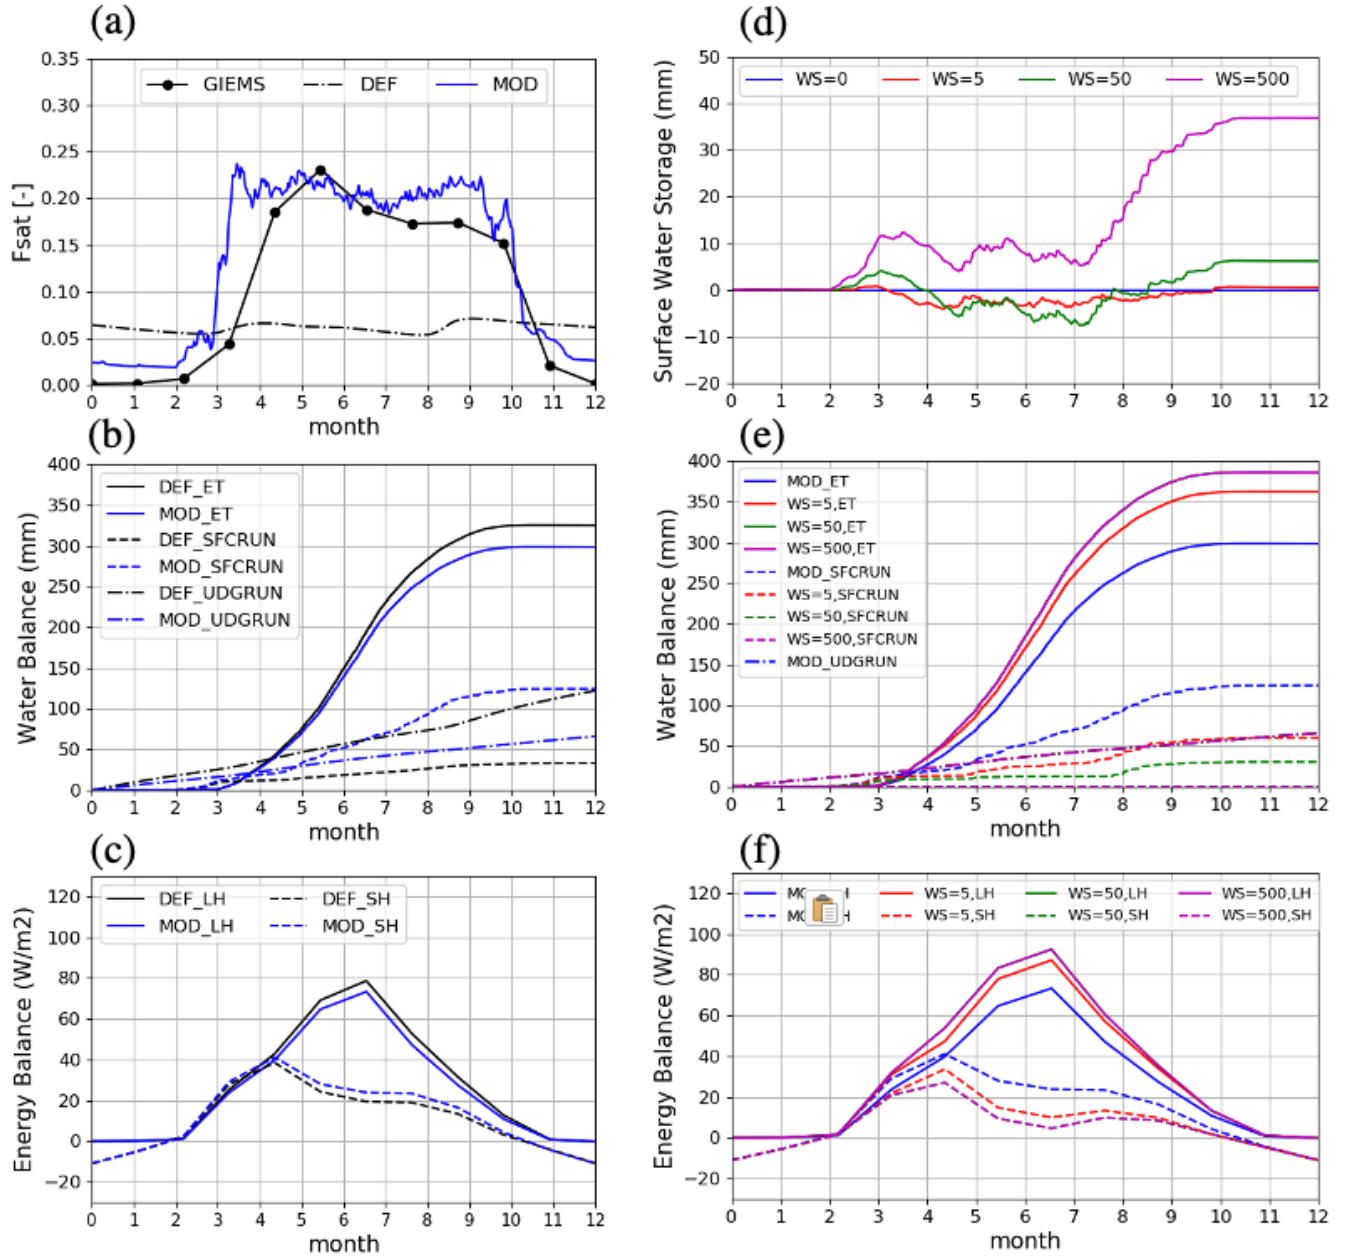 (a)
0.35
0.30
0.25
0.20
0.15
0.10
0.05
0.00
Fsat [-]
GIEMS DEF MOD
0 1 2 3 4 5 6 7 8 9 10 11 12
month
(b)
400
350
300
250
200
150
100
50
0
Water Balance (mm)
DEF_ET
MOD_ET
DEF_SFCRUN
MOD_SFCRUN
DEF_UDGRUN
MOD_UDGRUN
0 1 2 3 4 5 6 7 8 9 10 11 12
month
(c)
120
100
80
60
40
20
0
−20
Energy Balance (W/m2)
DEF_LH DEF_SH
MOD_LH MOD_SH
0 1 2 3 4 5 6 7 8 9 10 11 12
month
(d)
50
40
30
20
10
0
−10
−20
Surface Water Storage (mm)
WS=0 WS=5 WS=50 WS=500
0 1 2 3 4 5 6 7 8 9 10 11 12
(e)
400
350
300
250
200
150
100
50
0
Water Balance (mm)
MOD_ET
WS=5,ET
WS=50,ET
WS=500,ET
MOD_SFCRUN
WS=5,SFCRUN
WS=50,SFCRUN
WS=500,SFCRUN
MOD_UDGRUN
0 1 2 3 4 5 6 7 8 9 10 11 12
month
(f)
120
100
80
60
40
20
0
−20
Energy Balance (W/m2)
WS=5,LH WS=50,LH WS=500,LH
WS=5,SH WS=50,SH WS=500,SH
0 1 2 3 4 5 6 7 8 9 10 11 12
month